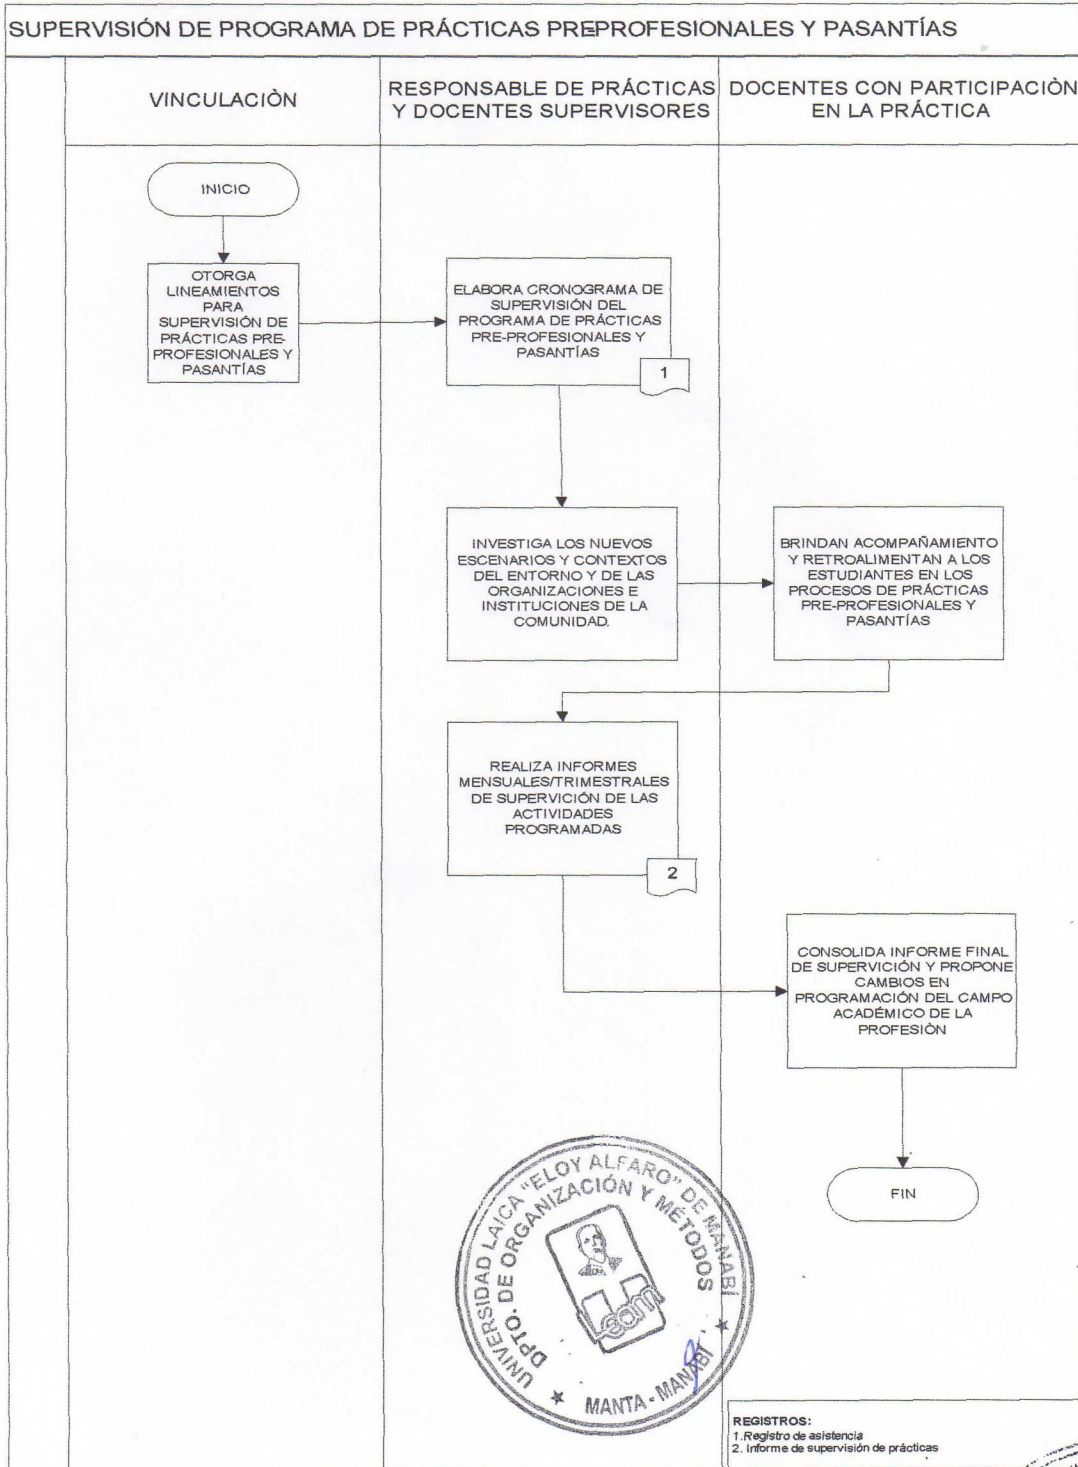 SUPERVISIÓN DE PROGRAMA DE PRÁCTICAS PREPROFESIONALES Y PASANTÍAS
VINCULACIÒN
RESPONSABLE DE PRÁCTICAS
Y DOCENTES SUPERVISORES
DOCENTES CON PARTICIPACIÒN
EN LA PRÁCTICA
INICIO
OTORGA
LINEAMIENTOS
PARA
SUPERVISIÓN DE
PRÁCTICAS PRE-
PROFESIONALES Y
PASANTÍAS
ELABORA CRONOGRAMA DE
SUPERVISIÓN DEL
PROGRAMA DE PRÁCTICAS
PRE-PROFESIONALES Y
PASANTÍAS
1
INVESTIGA LOS NUEVOS
ESCENARIOS Y CONTEXTOS
DEL ENTORNO Y DE LAS
ORGANIZACIONES E
INSTITUCIONES DE LA
COMUNIDAD.
BRINDAN ACOMPAÑAMIENTO
Y RETROALIMENTAN A LOS
ESTUDIANTES EN LOS
PROCESOS DE PRÁCTICAS
PRE-PROFESIONALES Y
PASANTÍAS
REALIZA INFORMES
MENSUALES/TRIMESTRALES
DE SUPERVICIÓN DE LAS
ACTIVIDADES
PROGRAMADAS
2
CONSOLIDA INFORME FINAL
DE SUPERVICIÓN Y PROPONE
CAMBIOS EN
PROGRAMACIÓN DEL CAMPO
ACADÉMICO DE LA
PROFESIÒN
FIN
UNIVERSIDAD LAICA "ELOY ALFARO" DE MANABÍ
DPTO. DE ORGANIZACIÓN Y MÉTODOS
MANTA - MANABÍ
REGISTROS:
1.Registro de asistencia
2. Informe de supervisión de prácticas